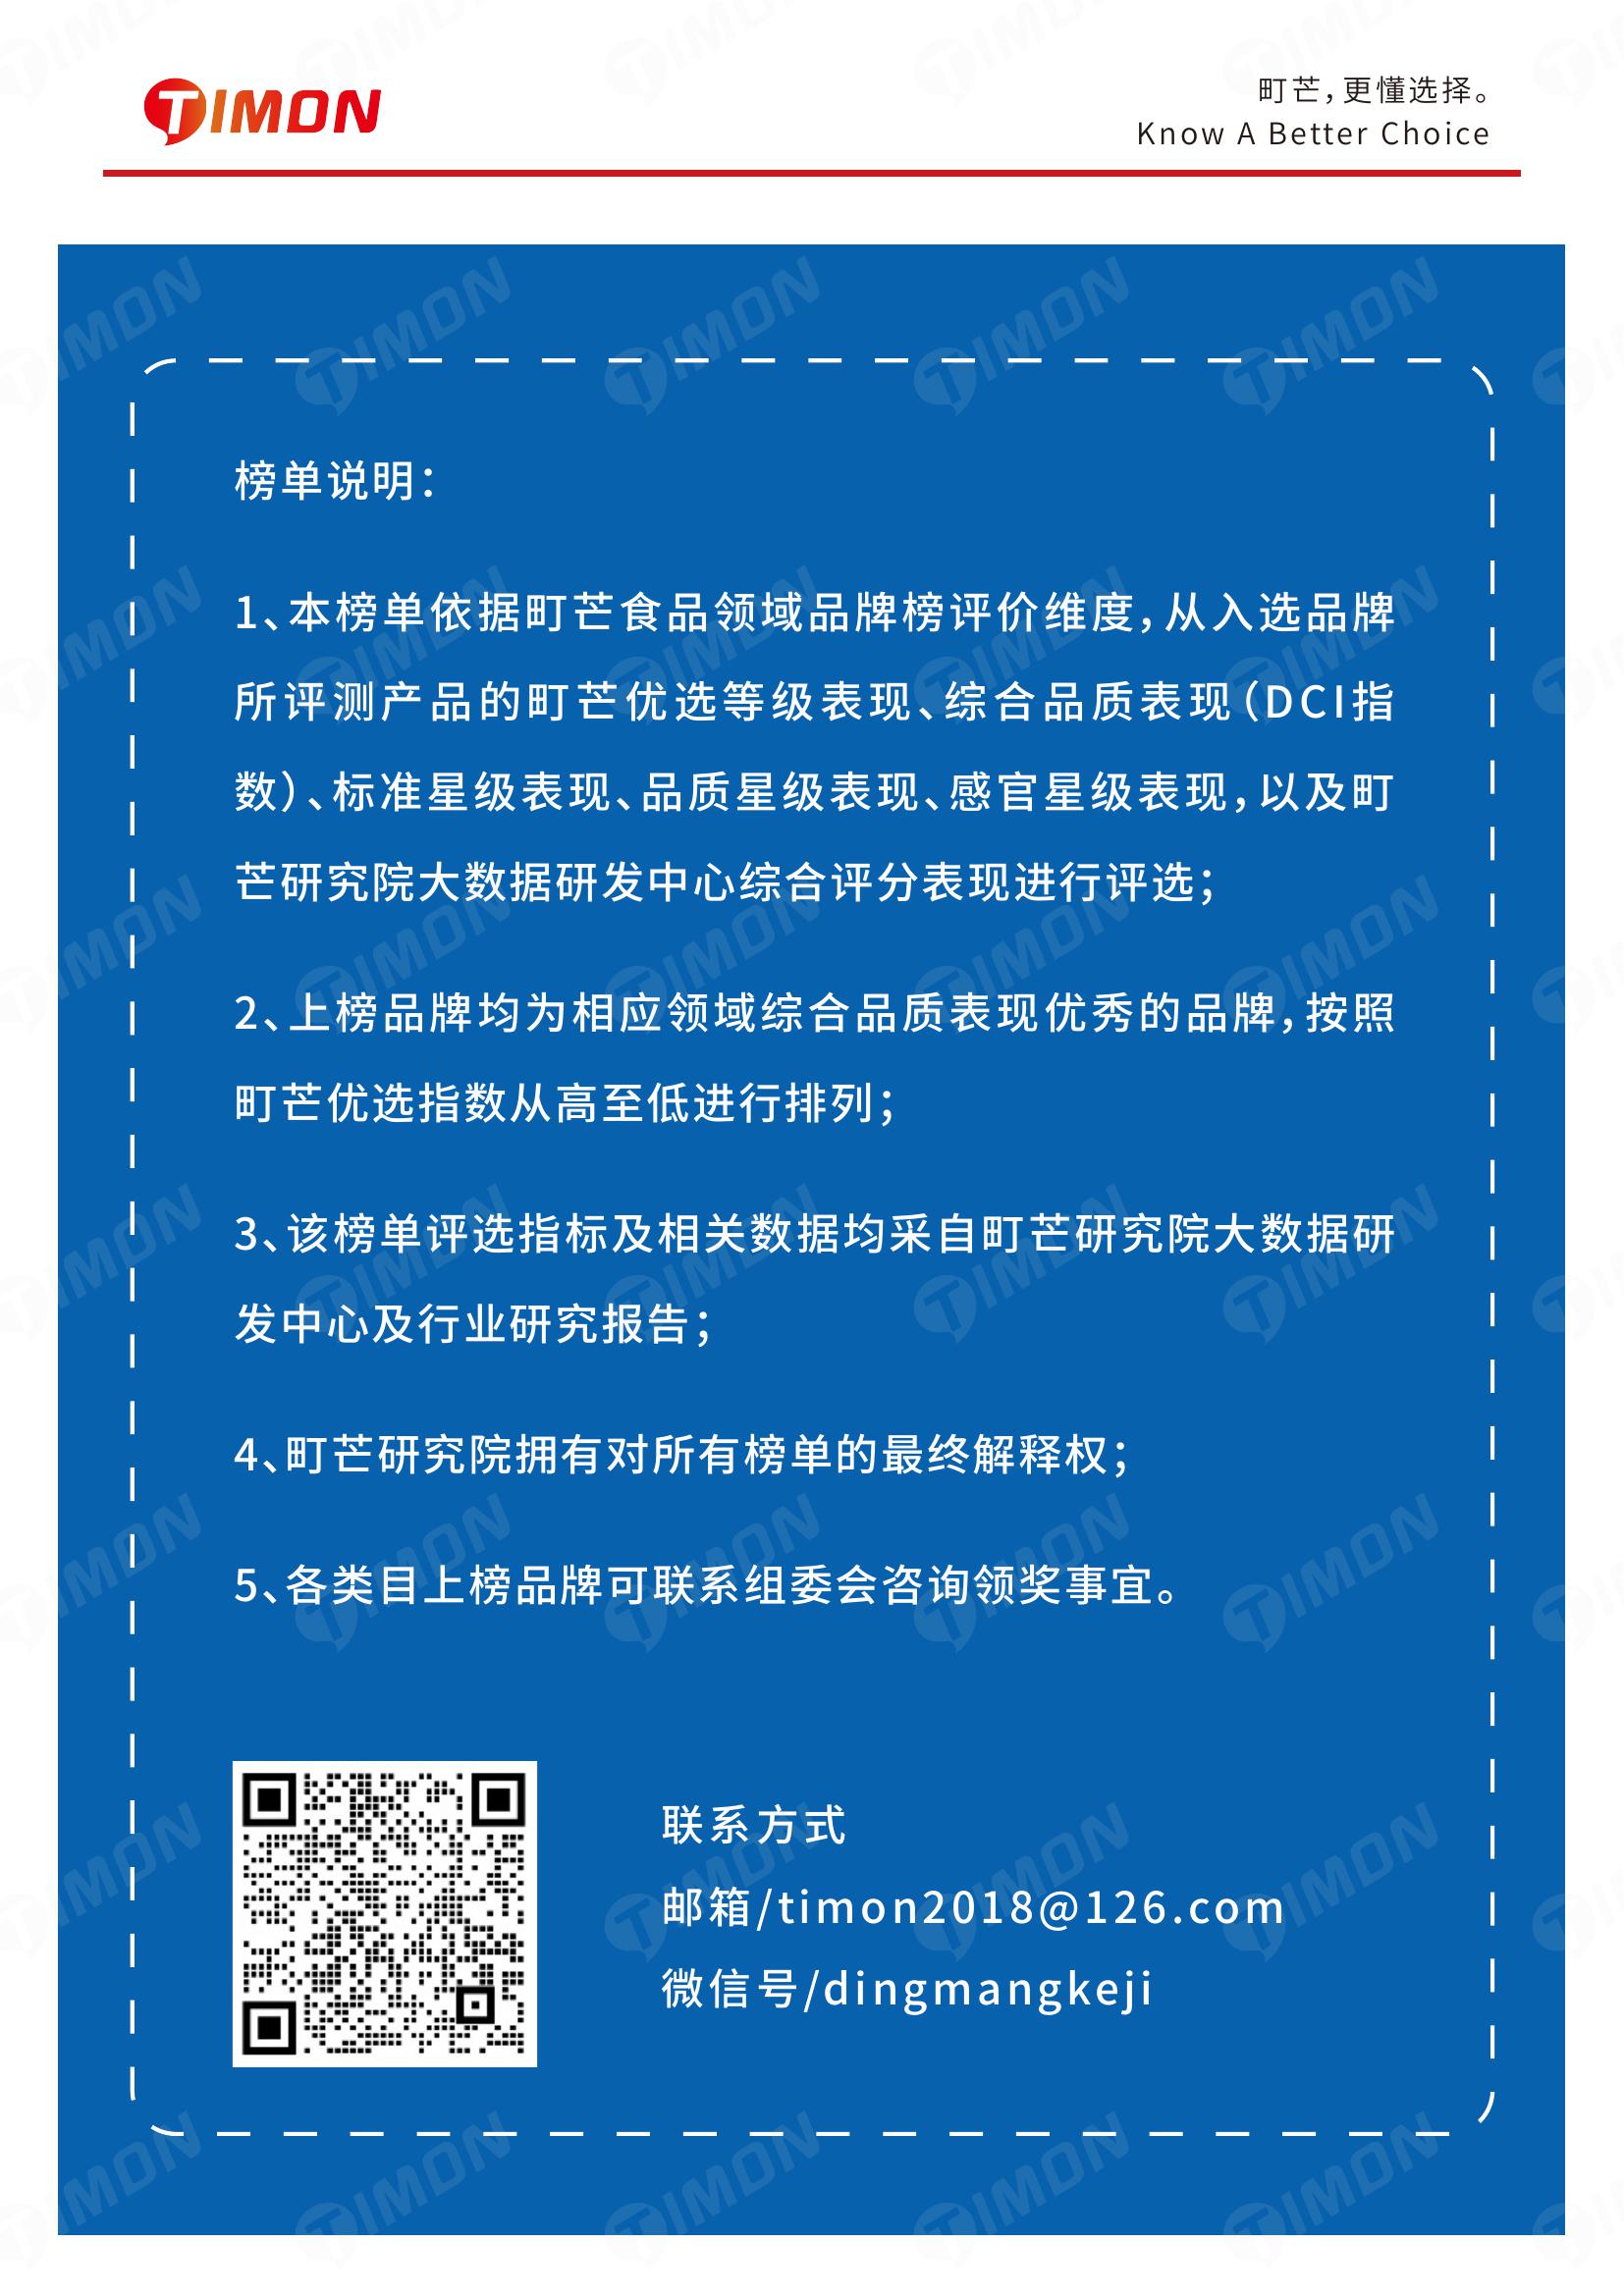 TIMON
町芒，更懂选择。
Know A Better Choice
榜单说明：
1、本榜单依据町芒食品领域品牌榜评价维度，从入选品牌
所评测产品的町芒优选等级表现、综合品质表现（DCI指
数）、标准星级表现、品质星级表现、感官星级表现，以及町
芒研究院大数据研发中心综合评分表现进行评选；
2、上榜品牌均为相应领域综合品质表现优秀的品牌，按照
町芒优选指数从高至低进行排列；
3、该榜单评选指标及相关数据均采自町芒研究院大数据研
发中心及行业研究报告；
4、町芒研究院拥有对所有榜单的最终解释权；
5、各类目上榜品牌可联系组委会咨询领奖事宜。
联系方式
邮箱/timon2018@126.com
微信号/dingmangkeji